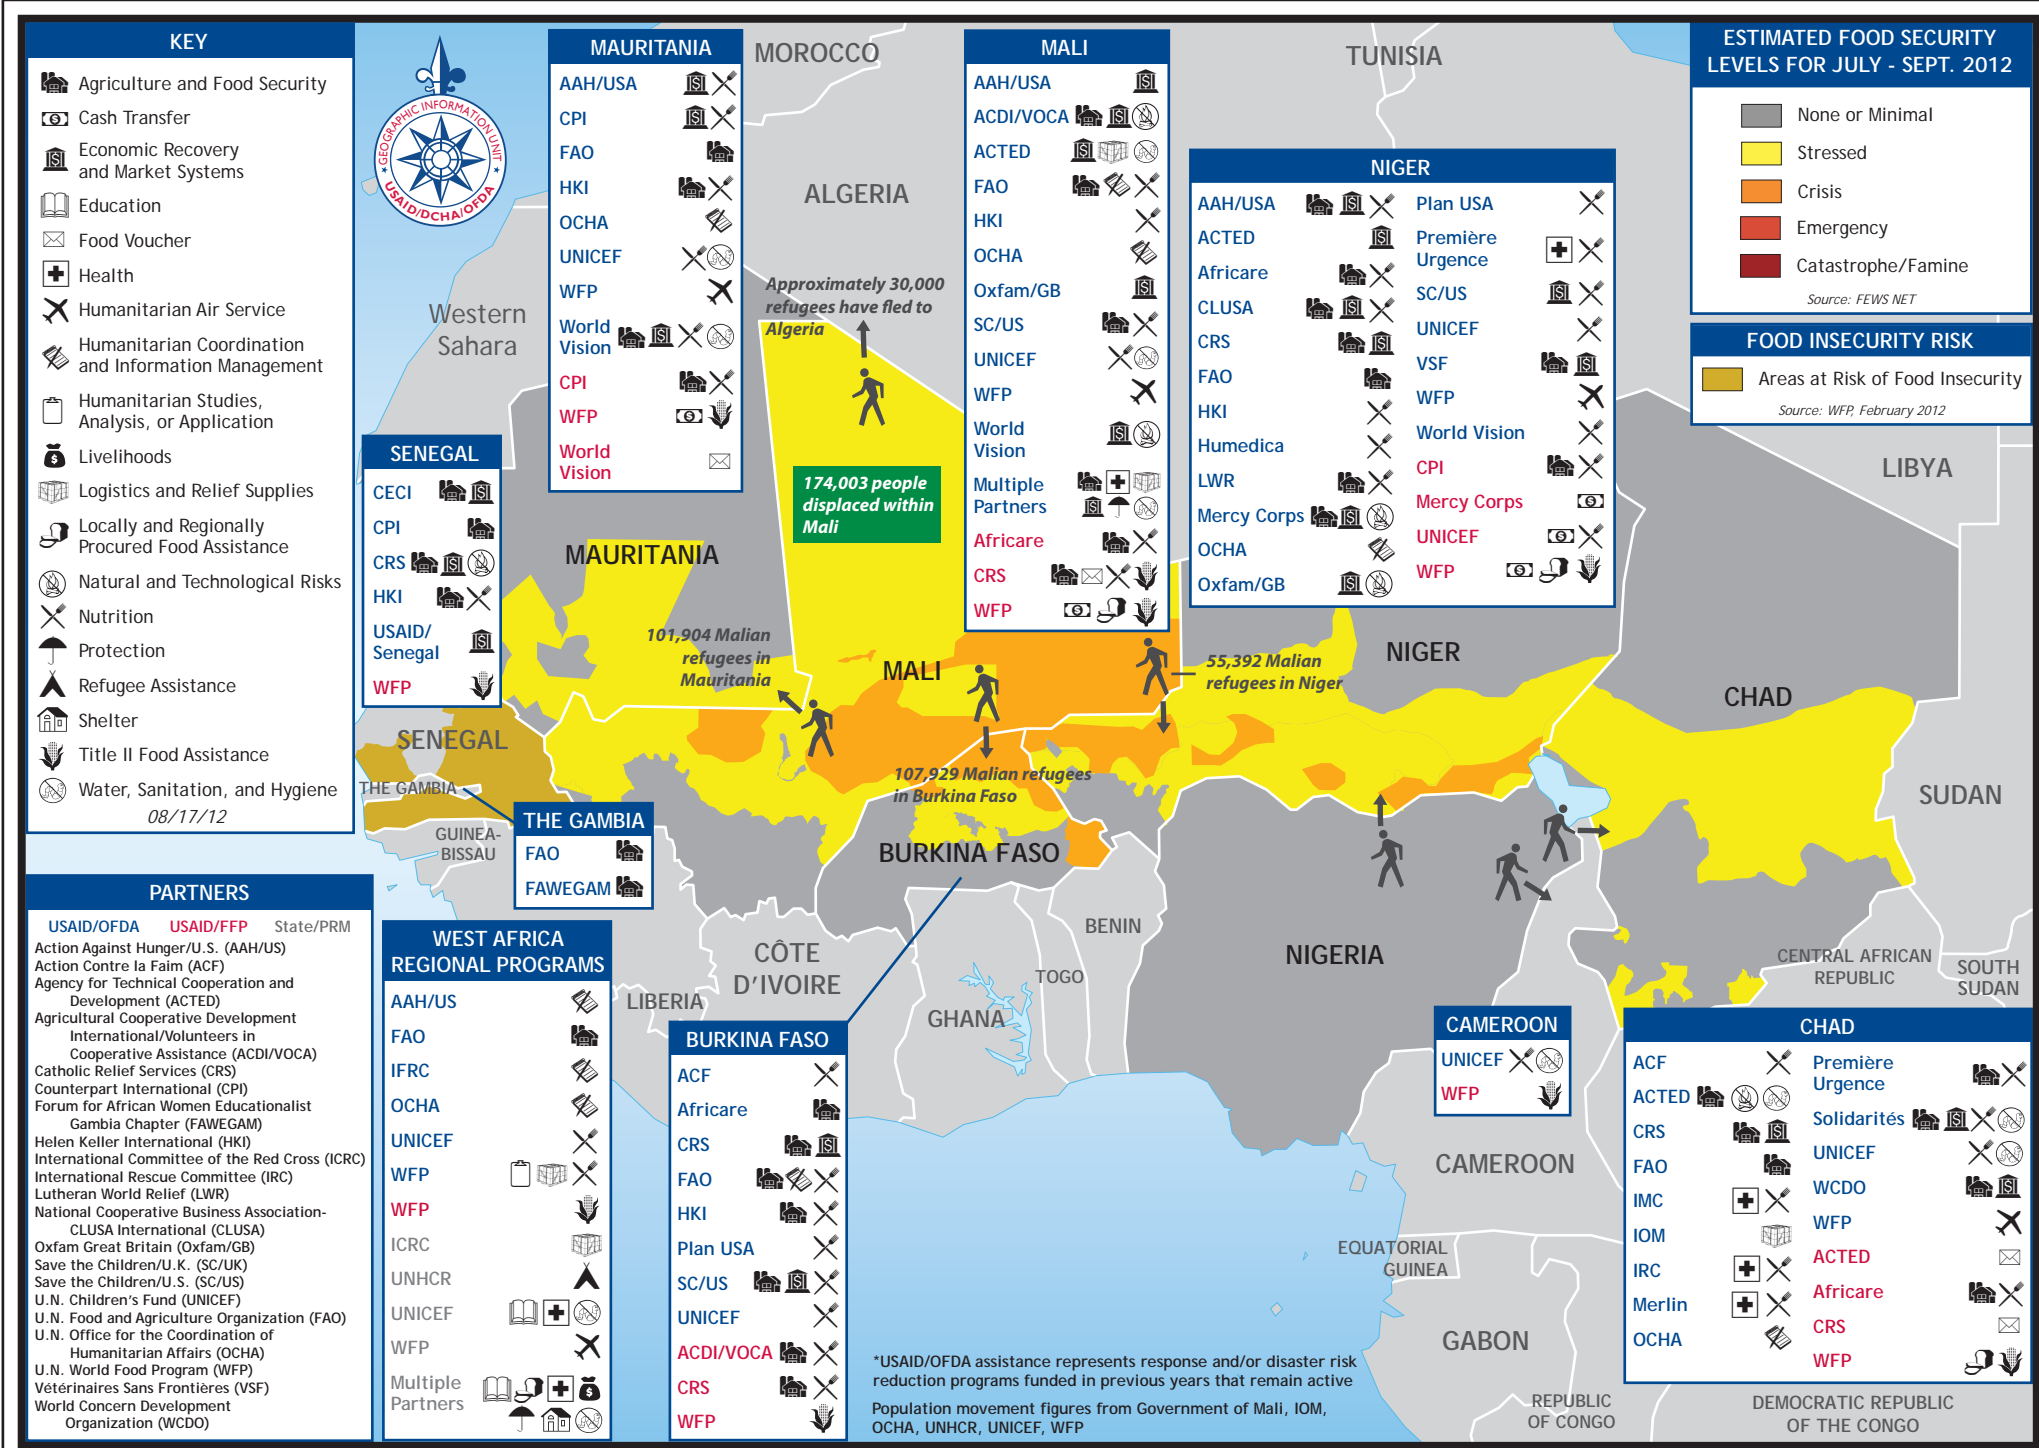 KEY
Agriculture and Food Security
Cash Transfer
Economic Recovery
and Market Systems
Education
Food Voucher
Health
Humanitarian Air Service
Humanitarian Coordination
and Information Management
Humanitarian Studies,
Analysis, or Application
Livelihoods
Logistics and Relief Supplies
Locally and Regionally
Procured Food Assistance
Natural and Technological Risks
Nutrition
Protection
Refugee Assistance
Shelter
Title II Food Assistance
Water, Sanitation, and Hygiene
08/17/12
GEOGRAPHIC INFORMATION UNIT
USAID/DCHA/OFDA
MAURITANIA
AAH/USA
CPI
FAO
HKI
OCHA
UNICEF
WFP
World
Vision
CPI
WFP
World
Vision
MALI
AAH/USA
ACDI/VOCA
ACTED
FAO
HKI
OCHA
Oxfam/GB
SC/US
UNICEF
WFP
World
Vision
Multiple
Partners
Africare
CRS
WFP
NIGER
AAH/USA
ACTED
Africare
CLUSA
CRS
FAO
HKI
Humedica
LWR
Mercy Corps
OCHA
Oxfam/GB
Plan USA
Première
Urgence
SC/US
UNICEF
VSF
WFP
World Vision
CPI
Mercy Corps
UNICEF
WFP
ESTIMATED FOOD SECURITY
LEVELS FOR JULY - SEPT. 2012
None or Minimal
Stressed
Crisis
Emergency
Catastrophe/Famine
Source: FEWS NET
FOOD INSECURITY RISK
Areas at Risk of Food Insecurity
Source: WFP, February 2012
SENEGAL
CECI
CPI
CRS
HKI
USAID/
Senegal
WFP
MOROCCO
TUNISIA
ALGERIA
Western
Sahara
LIBYA
Approximately 30,000
refugees have fled to
Algeria
174,003 people
displaced within
Mali
MAURITANIA
101,904 Malian
refugees in
Mauritania
MALI
55,392 Malian
refugees in Niger
NIGER
CHAD
SENEGAL
THE GAMBIA
107,929 Malian refugees
in Burkina Faso
SUDAN
GUINEA-
BISSAU
BURKINA FASO
THE GAMBIA
FAO
FAWEGAM
BENIN
NIGERIA
CÔTE
D'IVOIRE
TOGO
LIBERIA
GHANA
CENTRAL AFRICAN
REPUBLIC
SOUTH
SUDAN
CAMEROON
EQUATORIAL
GUINEA
GABON
REPUBLIC
OF CONGO
DEMOCRATIC REPUBLIC
OF THE CONGO
PARTNERS
USAID/OFDA USAID/FFP State/PRM
Action Against Hunger/U.S. (AAH/US)
Action Contre la Faim (ACF)
Agency for Technical Cooperation and
Development (ACTED)
Agricultural Cooperative Development
International/Volunteers in
Cooperative Assistance (ACDI/VOCA)
Catholic Relief Services (CRS)
Counterpart International (CPI)
Forum for African Women Educationalist
Gambia Chapter (FAWEGAM)
Helen Keller International (HKI)
International Committee of the Red Cross (ICRC)
International Rescue Committee (IRC)
Lutheran World Relief (LWR)
National Cooperative Business Association-
CLUSA International (CLUSA)
Oxfam Great Britain (Oxfam/GB)
Save the Children/U.K. (SC/UK)
Save the Children/U.S. (SC/US)
U.N. Children's Fund (UNICEF)
U.N. Food and Agriculture Organization (FAO)
U.N. Office for the Coordination of
Humanitarian Affairs (OCHA)
U.N. World Food Program (WFP)
Vétérinaires Sans Frontières (VSF)
World Concern Development
Organization (WCDO)
WEST AFRICA
REGIONAL PROGRAMS
AAH/US
FAO
IFRC
OCHA
UNICEF
WFP
WFP
ICRC
UNHCR
UNICEF
WFP
Multiple
Partners
BURKINA FASO
ACF
Africare
CRS
FAO
HKI
Plan USA
SC/US
UNICEF
ACDI/VOCA
CRS
WFP
CAMEROON
UNICEF
WFP
CHAD
ACF
ACTED
CRS
FAO
IMC
IOM
IRC
Merlin
OCHA
Première
Urgence
Solidarités
UNICEF
WCDO
WFP
ACTED
Africare
CRS
WFP
*USAID/OFDA assistance represents response and/or disaster risk
reduction programs funded in previous years that remain active
Population movement figures from Government of Mali, IOM,
OCHA, UNHCR, UNICEF, WFP